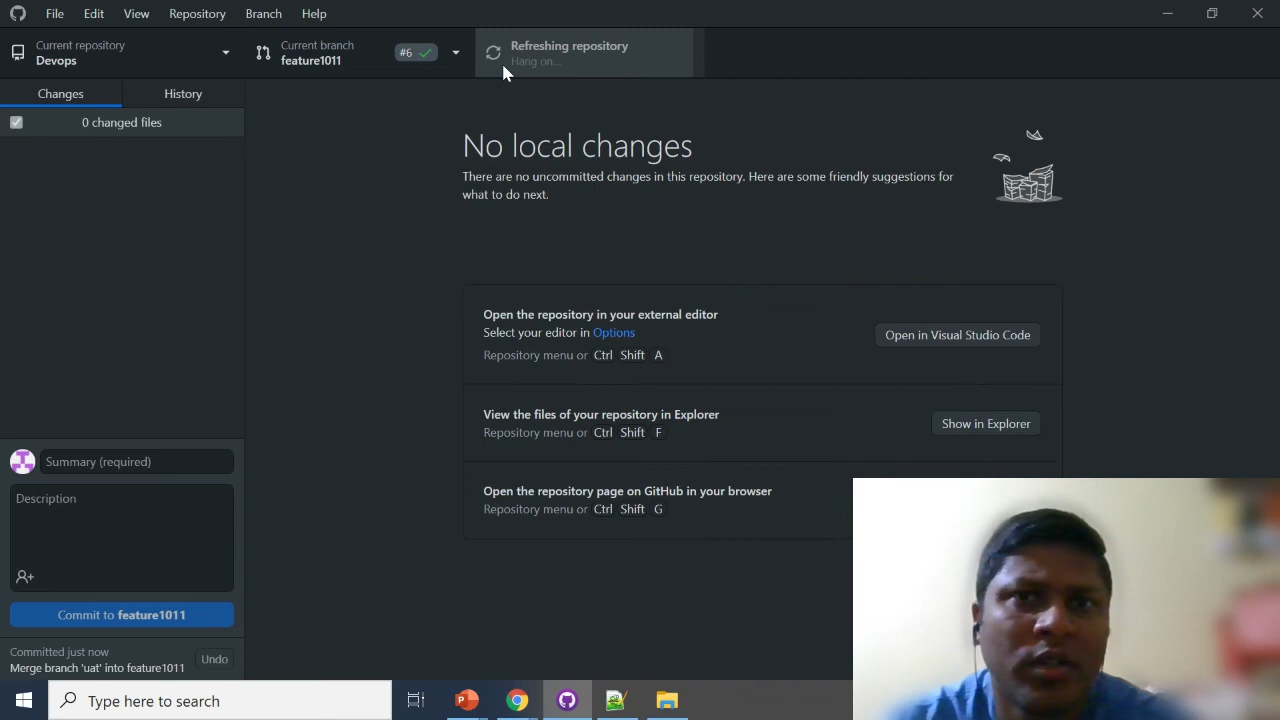 File Edit View Repository Branch Help
Current repository
Devops
Current branch
feature1011
#6
Refreshing repository
Hang on...
Changes History
0 changed files
No local changes
There are no uncommitted changes in this repository. Here are some friendly suggestions for
what to do next.
Open the repository in your external editor
Select your editor in Options
Repository menu or Ctrl Shift A
Open in Visual Studio Code
View the files of your repository in Explorer
Repository menu or Ctrl Shift F
Show in Explorer
Open the repository page on GitHub in your browser
Repository menu or Ctrl Shift G
Summary (required)
Description
Commit to feature1011
Committed just now
Merge branch 'uat' into feature1011
Undo
Type here to search